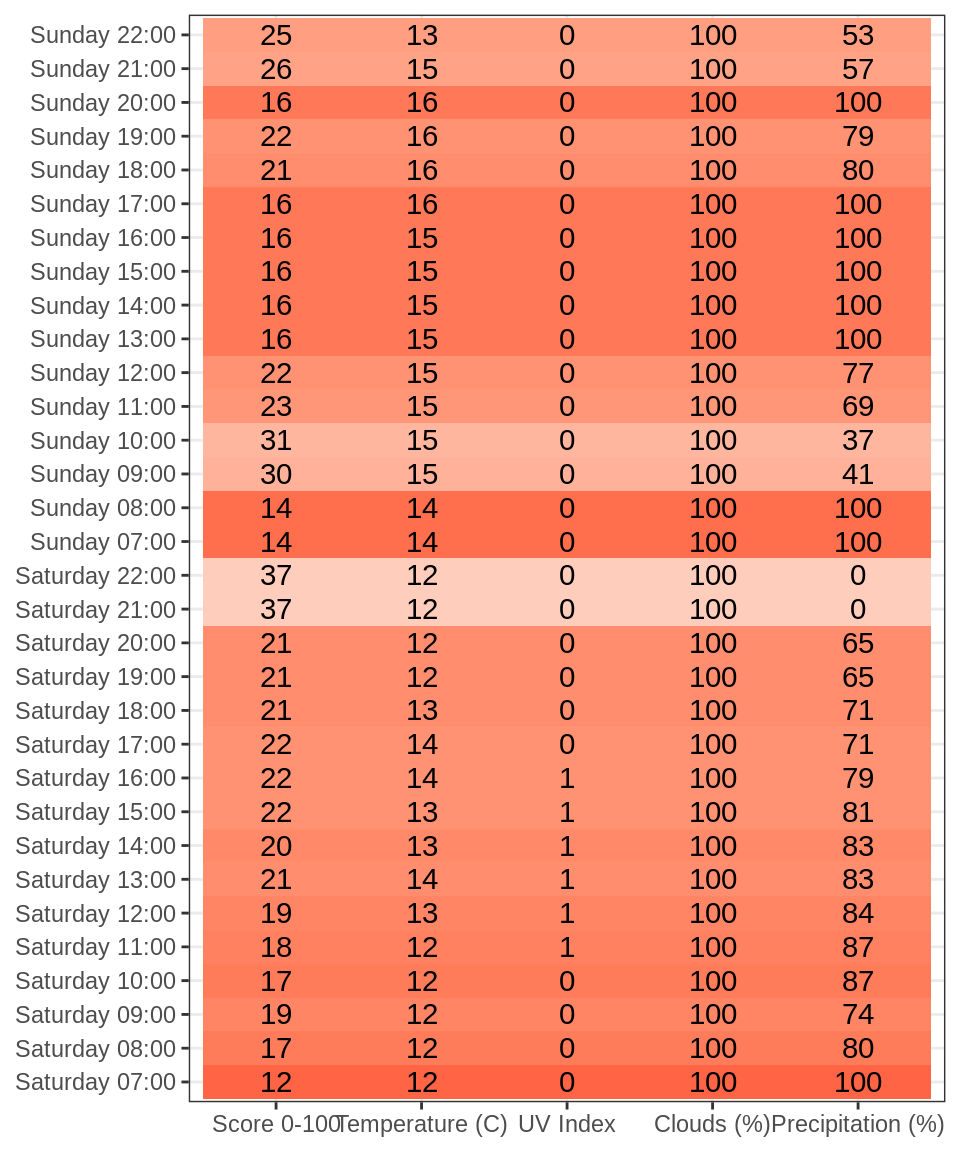 Sunday 22:00 25 13 0 100 53
Sunday 21:00 26 15 0 100 57
Sunday 20:00 16 16 0 100 100
Sunday 19:00 22 16 0 100 79
Sunday 18:00 21 16 0 100 80
Sunday 17:00 16 16 0 100 100
Sunday 16:00 16 15 0 100 100
Sunday 15:00 16 15 0 100 100
Sunday 14:00 16 15 0 100 100
Sunday 13:00 16 15 0 100 100
Sunday 12:00 22 15 0 100 77
Sunday 11:00 23 15 0 100 69
Sunday 10:00 31 15 0 100 37
Sunday 09:00 30 15 0 100 41
Sunday 08:00 14 14 0 100 100
Sunday 07:00 14 14 0 100 100
Saturday 22:00 37 12 0 100 0
Saturday 21:00 37 12 0 100 0
Saturday 20:00 21 12 0 100 65
Saturday 19:00 21 12 0 100 65
Saturday 18:00 21 13 0 100 71
Saturday 17:00 22 14 0 100 71
Saturday 16:00 22 14 1 100 79
Saturday 15:00 22 13 1 100 81
Saturday 14:00 20 13 1 100 83
Saturday 13:00 21 14 1 100 83
Saturday 12:00 19 13 1 100 84
Saturday 11:00 18 12 1 100 87
Saturday 10:00 17 12 0 100 87
Saturday 09:00 19 12 0 100 74
Saturday 08:00 17 12 0 100 80
Saturday 07:00 12 12 0 100 100
Score 0-100 Temperature (C) UV Index Clouds (%) Precipitation (%)